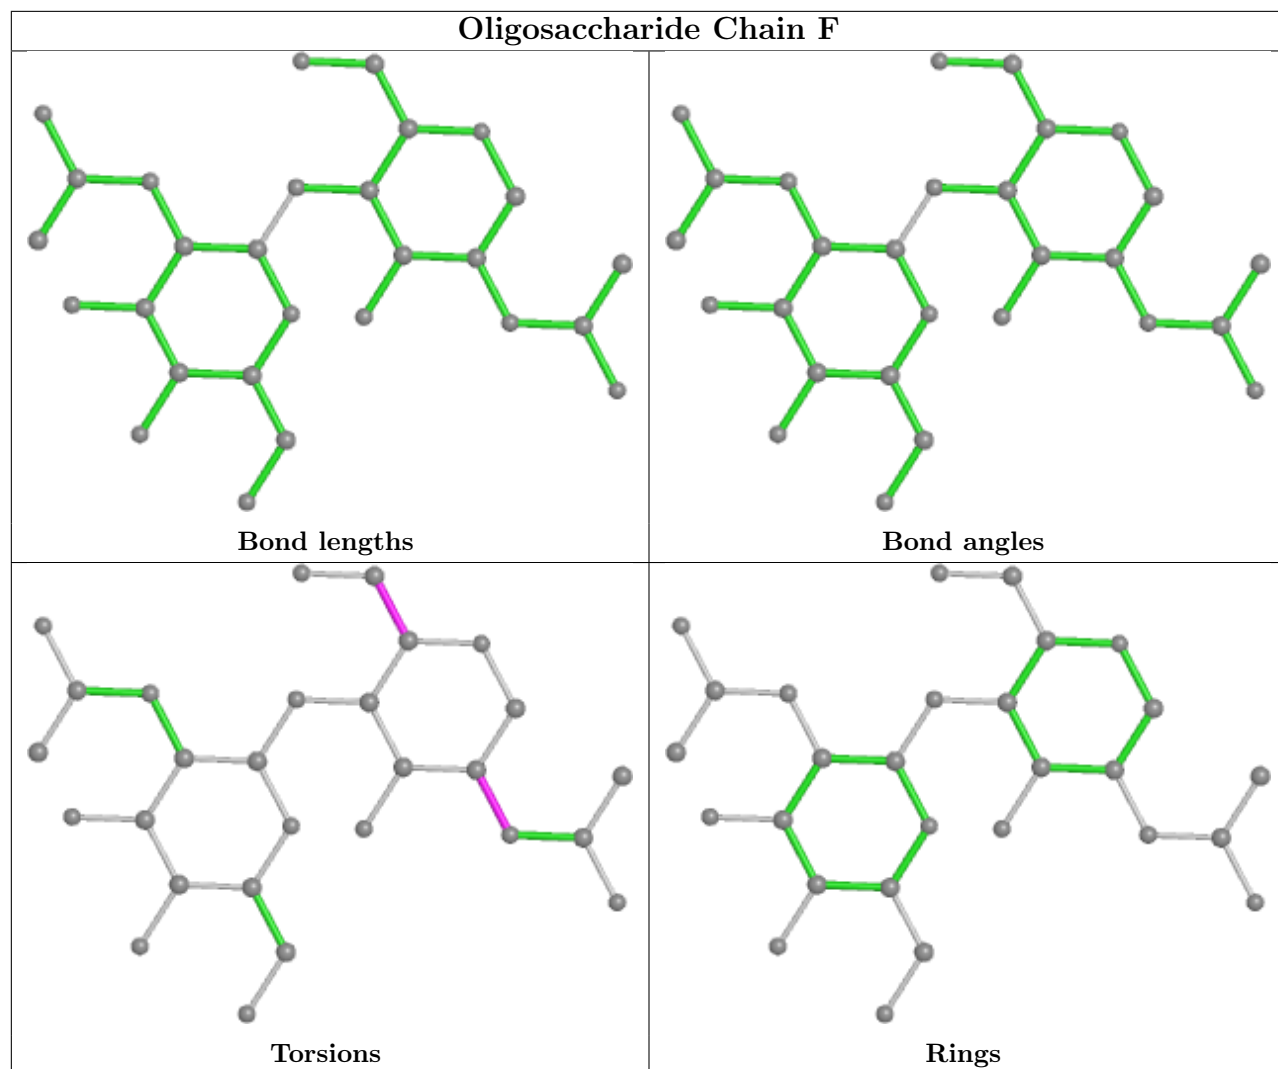 Oligosaccharide Chain F
Bond lengths
Bond angles
Torsions
Rings